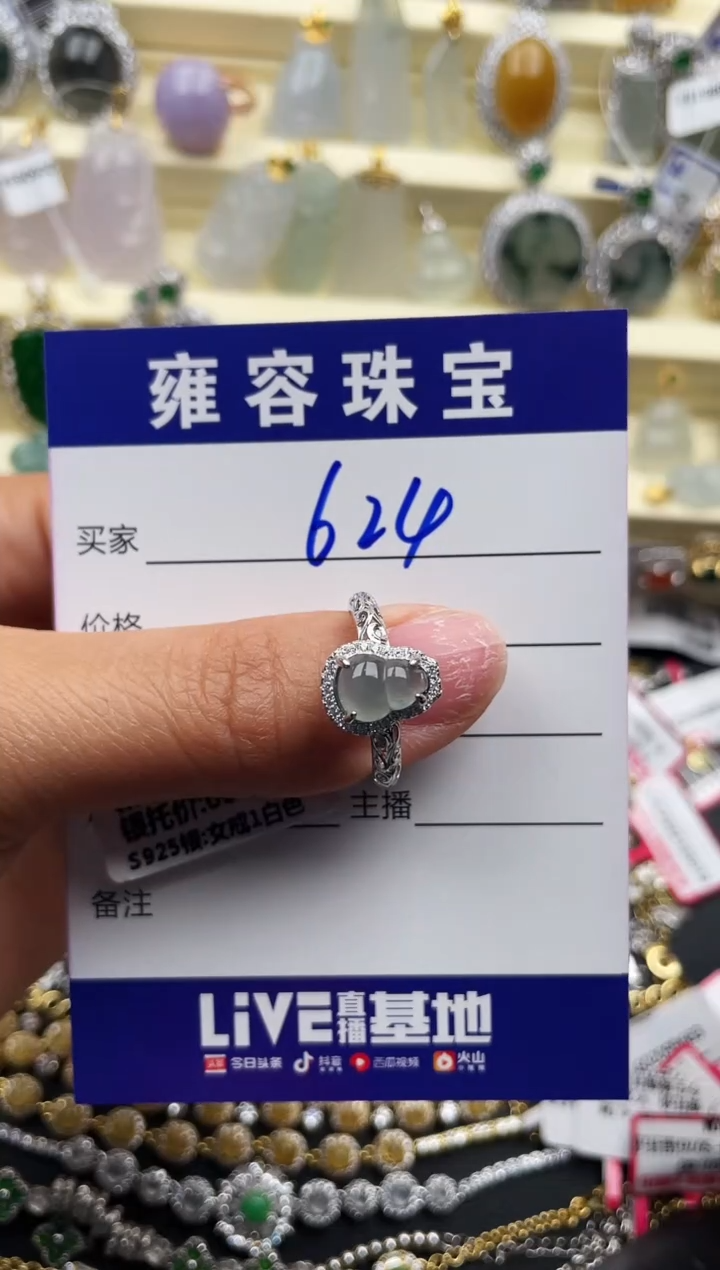 雍容珠宝
买家 624
价格
主播
S925银:女戒1白色
备注
LiVE直播基地
今日头条 抖音 西瓜视频 火山